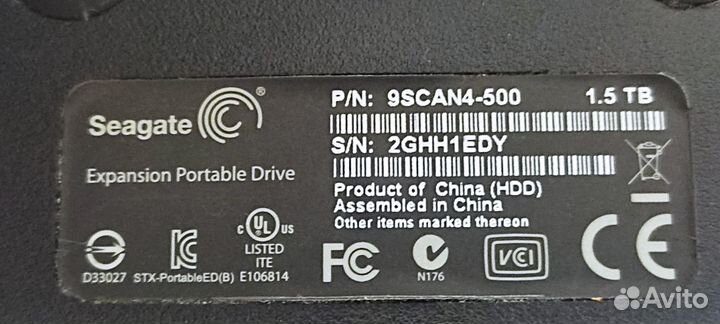 Seagate ®
Expansion Portable Drive
P/N: 9SCAN4-500 1.5 TB
S/N: 2GHH1EDY
Product of China (HDD)
Assembled in China
Other items marked thereon
D33027
STX-PortableED(B)
c UL US
LISTED
ITE
E106814
FC
N176
VCI
CE
Avito